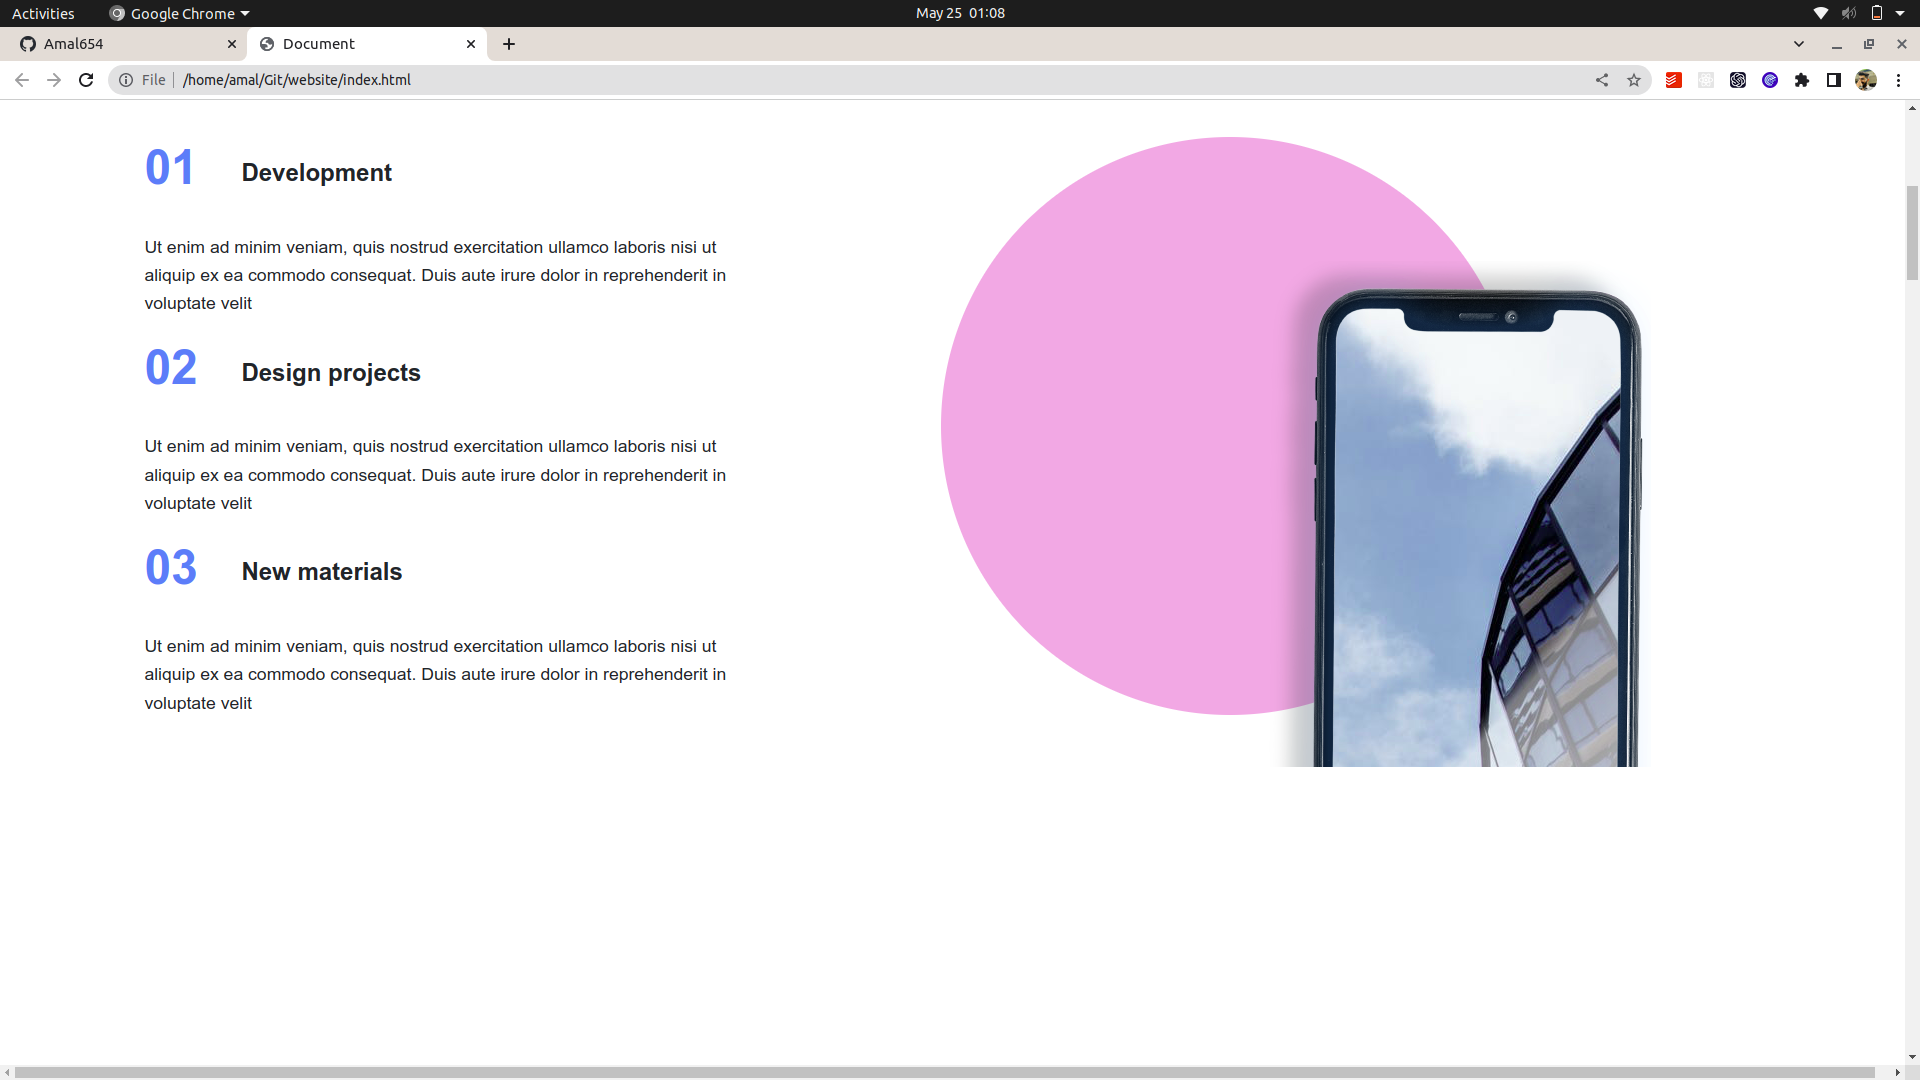 Activities
Google Chrome
May 25 01:08
Amal654
Document
File
/home/amal/Git/website/index.html
01
Development
Ut enim ad minim veniam, quis nostrud exercitation ullamco laboris nisi ut
aliquip ex ea commodo consequat. Duis aute irure dolor in reprehenderit in
voluptate velit
02
Design projects
Ut enim ad minim veniam, quis nostrud exercitation ullamco laboris nisi ut
aliquip ex ea commodo consequat. Duis aute irure dolor in reprehenderit in
voluptate velit
03
New materials
Ut enim ad minim veniam, quis nostrud exercitation ullamco laboris nisi ut
aliquip ex ea commodo consequat. Duis aute irure dolor in reprehenderit in
voluptate velit